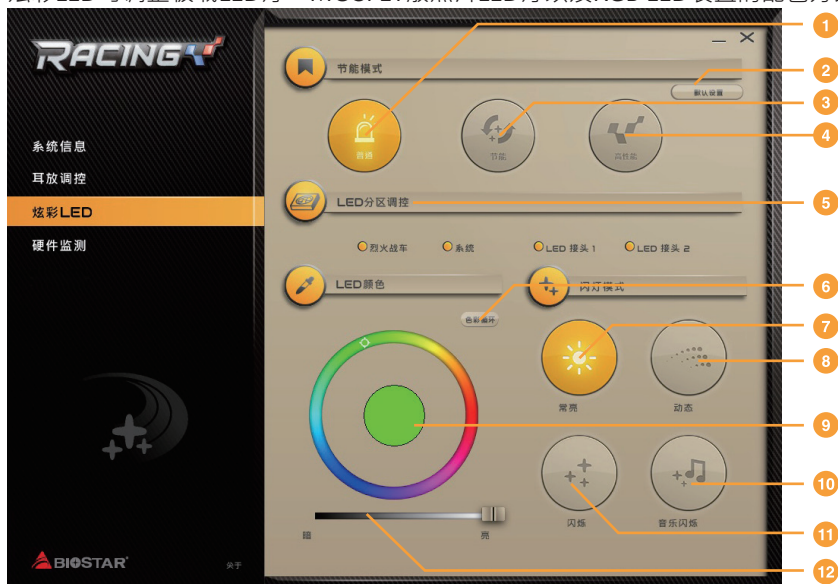 RACING
节能模式
默认设置
普通
节能
高性能
系统信息
耳放调控
炫彩LED
硬件监测
LED分区调控
烈火战车 系统 LED 接头 1 LED 接头 2
LED颜色
闪灯模式
色彩循环
常亮
动态
闪烁
音乐闪烁
暗
亮
BIOSTAR
关于
1
2
3
4
5
6
7
8
9
10
11
12